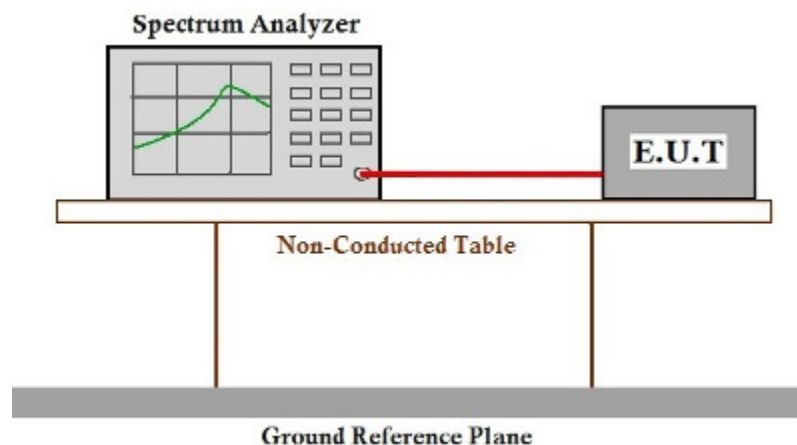 Spectrum Analyzer
E.U.T
Non-Conducted Table
Ground Reference Plane